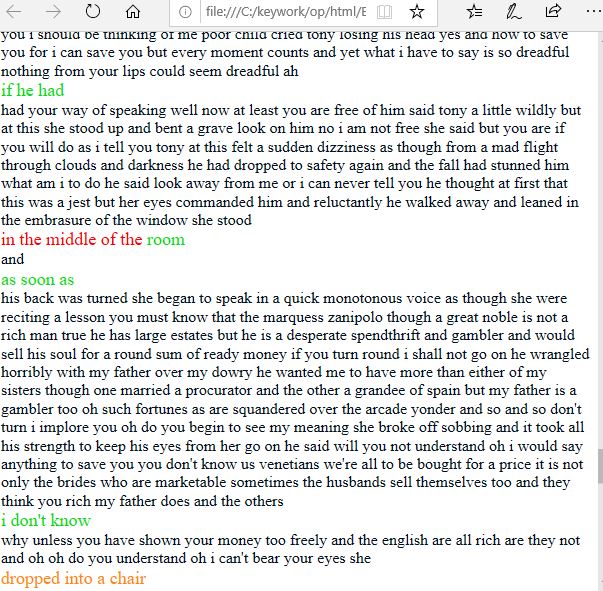 file:///C:/keywork/op/html/E
you i should be thinking of me poor child cried tony losing his head yes and how to save
you for i can save you but every moment counts and yet what i have to say is so dreadful
nothing from your lips could seem dreadful ah
if he had
had your way of speaking well now at least you are free of him said tony a little wildly but
at this she stood up and bent a grave look on him no i am not free she said but you are if
you will do as i tell you tony at this felt a sudden dizziness as though from a mad flight
through clouds and darkness he had dropped to safety again and the fall had stunned him
what am i to do he said look away from me or i can never tell you he thought at first that
this was a jest but her eyes commanded him and reluctantly he walked away and leaned in
the embrasure of the window she stood
in the middle of the room
and
as soon as
his back was turned she began to speak in a quick monotonous voice as though she were
reciting a lesson you must know that the marquess zanipolo though a great noble is not a
rich man true he has large estates but he is a desperate spendthrift and gambler and would
sell his soul for a round sum of ready money if you turn round i shall not go on he wrangled
horribly with my father over my dowry he wanted me to have more than either of my
sisters though one married a procurator and the other a grandee of spain but my father is a
gambler too oh such fortunes as are squandered over the arcade yonder and so and so don't
turn i implore you oh do you begin to see my meaning she broke off sobbing and it took all
his strength to keep his eyes from her go on he said will you not understand oh i would say
anything to save you you don't know us venetians we're all to be bought for a price it is not
only the brides who are marketable sometimes the husbands sell themselves too and they
think you rich my father does and the others
i don't know
why unless you have shown your money too freely and the english are all rich are they not
and oh oh do you understand oh i can't bear your eyes she
dropped into a chair